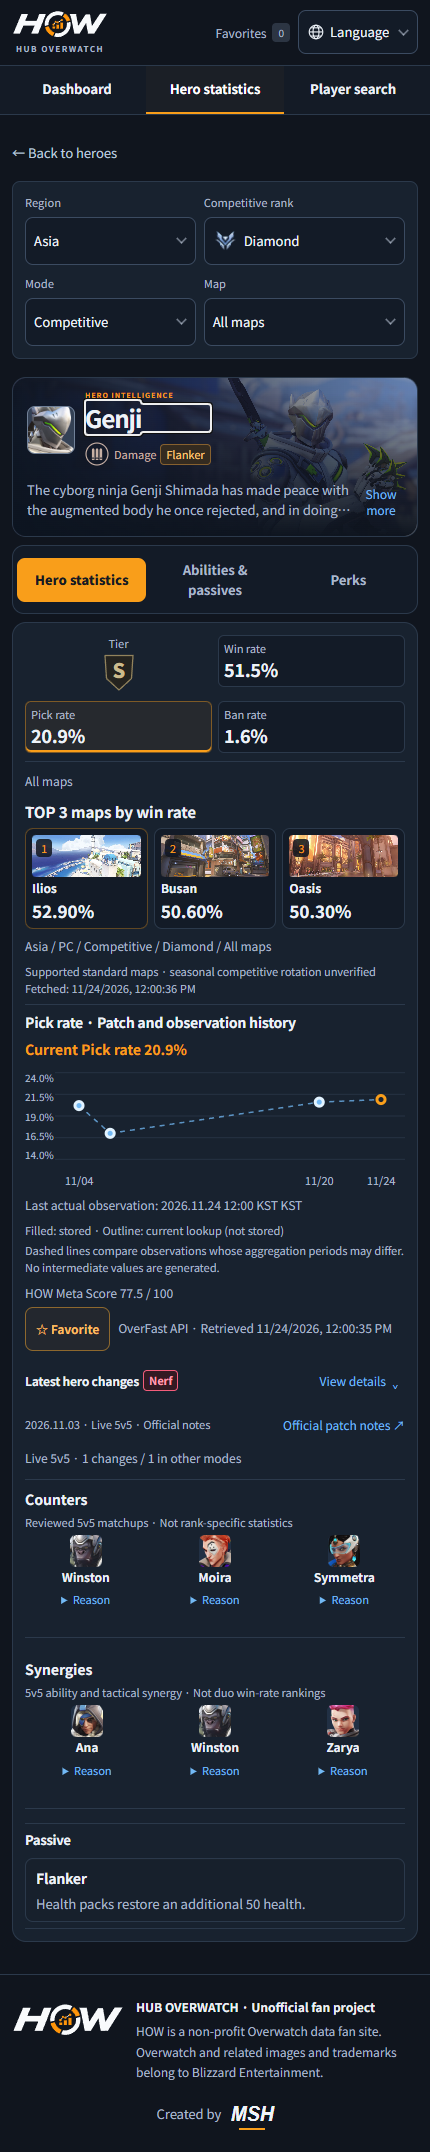 HOW
HUB OVERWATCH
Favorites 0
Language
Dashboard
Hero statistics
Player search
← Back to heroes
Region
Competitive rank
Asia
Diamond
Mode
Map
Competitive
All maps
HERO INTELLIGENCE
Genji
Damage Flanker
The cyborg ninja Genji Shimada has made peace with
the augmented body he once rejected, and in doing…
Show
more
Hero statistics
Abilities &
passives
Perks
Tier
S
Win rate
51.5%
Pick rate
20.9%
Ban rate
1.6%
All maps
TOP 3 maps by win rate
1
Ilios
52.90%
2
Busan
50.60%
3
Oasis
50.30%
Asia / PC / Competitive / Diamond / All maps
Supported standard maps · seasonal competitive rotation unverified
Fetched: 11/24/2026, 12:00:36 PM
Pick rate · Patch and observation history
Current Pick rate 20.9%
24.0%
21.5%
19.0%
16.5%
14.0%
11/04
11/20
11/24
Last actual observation: 2026.11.24 12:00 KST KST
Filled: stored · Outline: current lookup (not stored)
Dashed lines compare observations whose aggregation periods may differ.
No intermediate values are generated.
HOW Meta Score 77.5 / 100
☆ Favorite
OverFast API · Retrieved 11/24/2026, 12:00:35 PM
Latest hero changes Nerf
View details
2026.11.03 · Live 5v5 · Official notes
Official patch notes ↗
Live 5v5 · 1 changes / 1 in other modes
Counters
Reviewed 5v5 matchups · Not rank-specific statistics
Winston
Moira
Symmetra
▶ Reason
▶ Reason
▶ Reason
Synergies
5v5 ability and tactical synergy · Not duo win-rate rankings
Ana
Winston
Zarya
▶ Reason
▶ Reason
▶ Reason
Passive
Flanker
Health packs restore an additional 50 health.
HOW
HUB OVERWATCH · Unofficial fan project
HOW is a non-profit Overwatch data fan site.
Overwatch and related images and trademarks
belong to Blizzard Entertainment.
Created by MSH